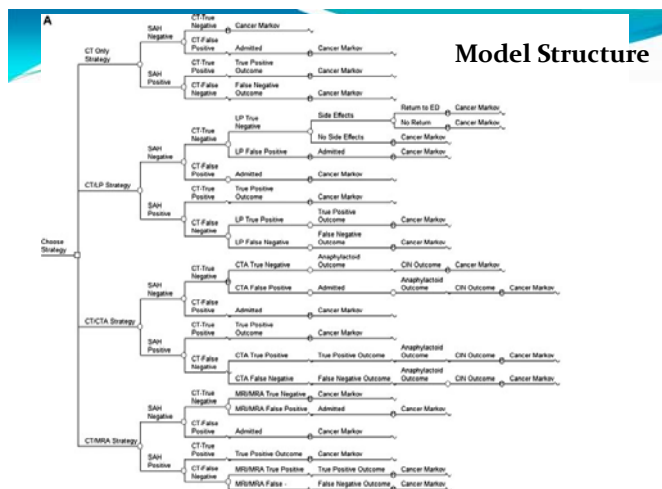 A
Model Structure
Choose
Strategy
CT Only
Strategy
SAH
Negative
CT-True
Negative
Cancer Markov
CT-False
Positive
Admitted
Cancer Markov
SAH
Positive
CT-True
Positive
True Positive
Outcome
Cancer Markov
CT-False
Negative
False Negative
Outcome
Cancer Markov
CT/LP Strategy
SAH
Negative
CT-True
Negative
LP True
Negative
Side Effects
Return to ED
Cancer Markov
No Return
Cancer Markov
No Side Effects
Cancer Markov
LP False Positive
Admitted
Cancer Markov
CT-False
Positive
Admitted
Cancer Markov
SAH
Positive
CT-True
Positive
True Positive
Outcome
Cancer Markov
CT-False
Negative
LP True Positive
True Positive
Outcome
Cancer Markov
LP False Negative
False Negative
Outcome
Cancer Markov
CT/CTA Strategy
SAH
Negative
CT-True
Negative
CTA True Negative
Anaphylactoid
Outcome
CIN Outcome
Cancer Markov
CTA False Positive
Admitted
Anaphylactoid
Outcome
CIN Outcome
Cancer Markov
CT-False
Positive
Admitted
Cancer Markov
SAH
Positive
CT-True
Positive
True Positive
Outcome
Cancer Markov
CT-False
Negative
CTA True Positive
True Positive Outcome
Anaphylactoid
Outcome
CIN Outcome
Cancer Markov
CTA False Negative
False Negative Outcome
Anaphylactoid
Outcome
CIN Outcome
Cancer Markov
CT/MRA Strategy
SAH
Negative
CT-True
Negative
MRI/MRA True Negative
Cancer Markov
MRI/MRA False Positive
Admitted
Cancer Markov
CT-False
Positive
Admitted
Cancer Markov
SAH
Positive
CT-True
Positive
True Positive Outcome
Cancer Markov
CT-False
Negative
MRI/MRA True Positive
True Positive Outcome
Cancer Markov
MRI/MRA False -
False Negative Outcome
Cancer Markov